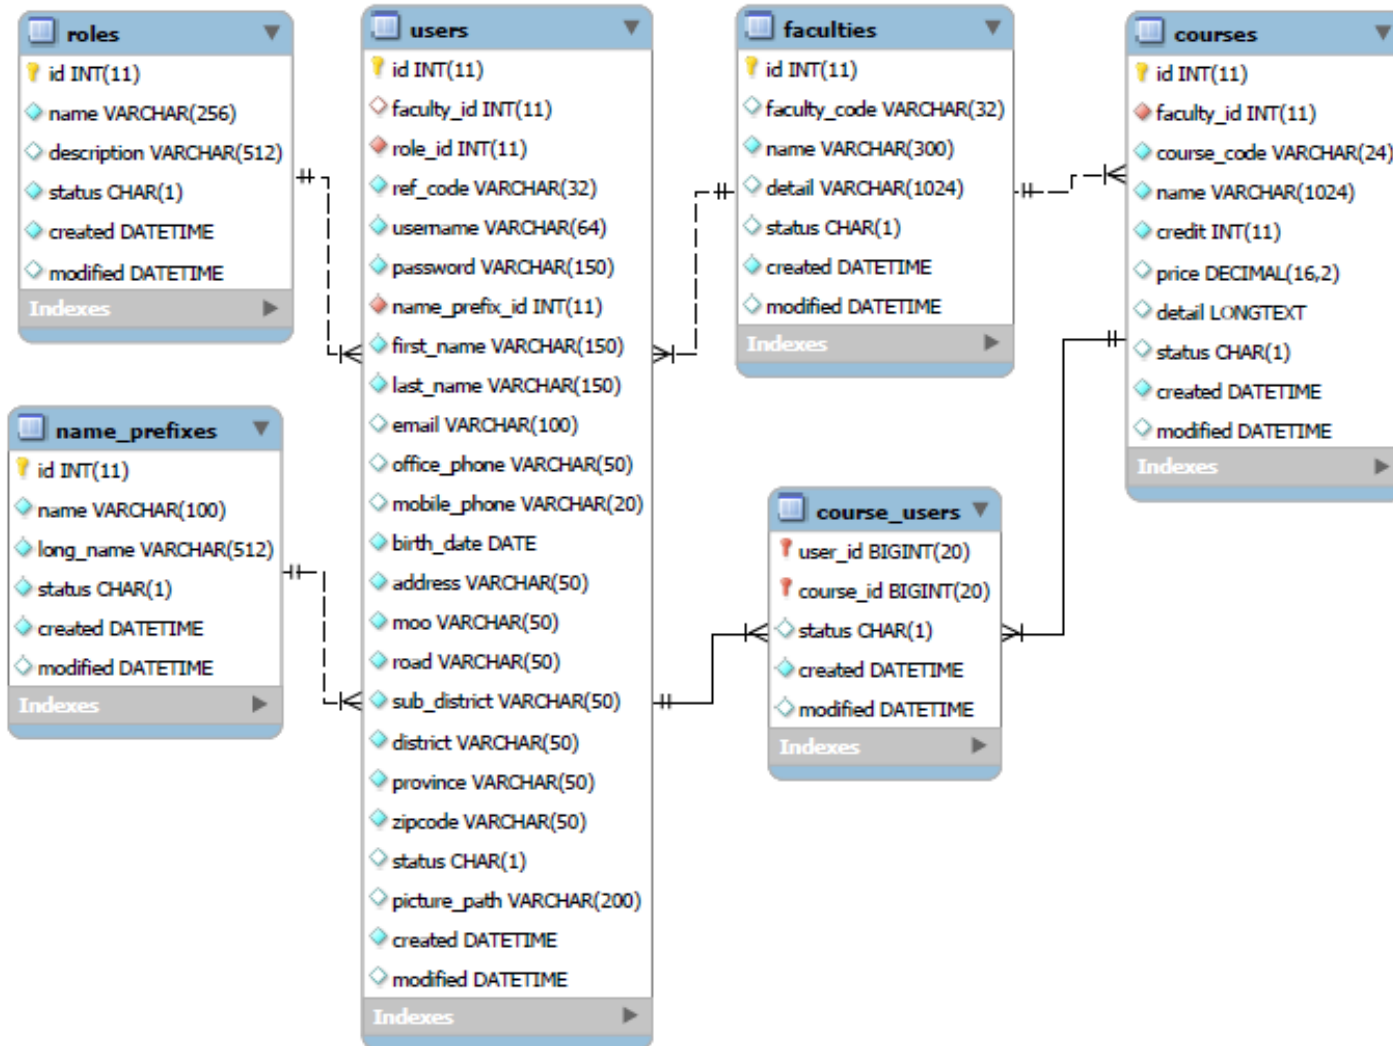 roles
id INT(11)
name VARCHAR(256)
description VARCHAR(512)
status CHAR(1)
created DATETIME
modified DATETIME
Indexes
name_prefixes
id INT(11)
name VARCHAR(100)
long_name VARCHAR(512)
status CHAR(1)
created DATETIME
modified DATETIME
Indexes
users
id INT(11)
faculty_id INT(11)
role_id INT(11)
ref_code VARCHAR(32)
username VARCHAR(64)
password VARCHAR(150)
name_prefix_id INT(11)
first_name VARCHAR(150)
last_name VARCHAR(150)
email VARCHAR(100)
office_phone VARCHAR(50)
mobile_phone VARCHAR(20)
birth_date DATE
address VARCHAR(50)
moo VARCHAR(50)
road VARCHAR(50)
sub_district VARCHAR(50)
district VARCHAR(50)
province VARCHAR(50)
zipcode VARCHAR(50)
status CHAR(1)
picture_path VARCHAR(200)
created DATETIME
modified DATETIME
Indexes
faculties
id INT(11)
faculty_code VARCHAR(32)
name VARCHAR(300)
detail VARCHAR(1024)
status CHAR(1)
created DATETIME
modified DATETIME
Indexes
course_users
user_id BIGINT(20)
course_id BIGINT(20)
status CHAR(1)
created DATETIME
modified DATETIME
Indexes
courses
id INT(11)
faculty_id INT(11)
course_code VARCHAR(24)
name VARCHAR(1024)
credit INT(11)
price DECIMAL(16,2)
detail LONGTEXT
status CHAR(1)
created DATETIME
modified DATETIME
Indexes